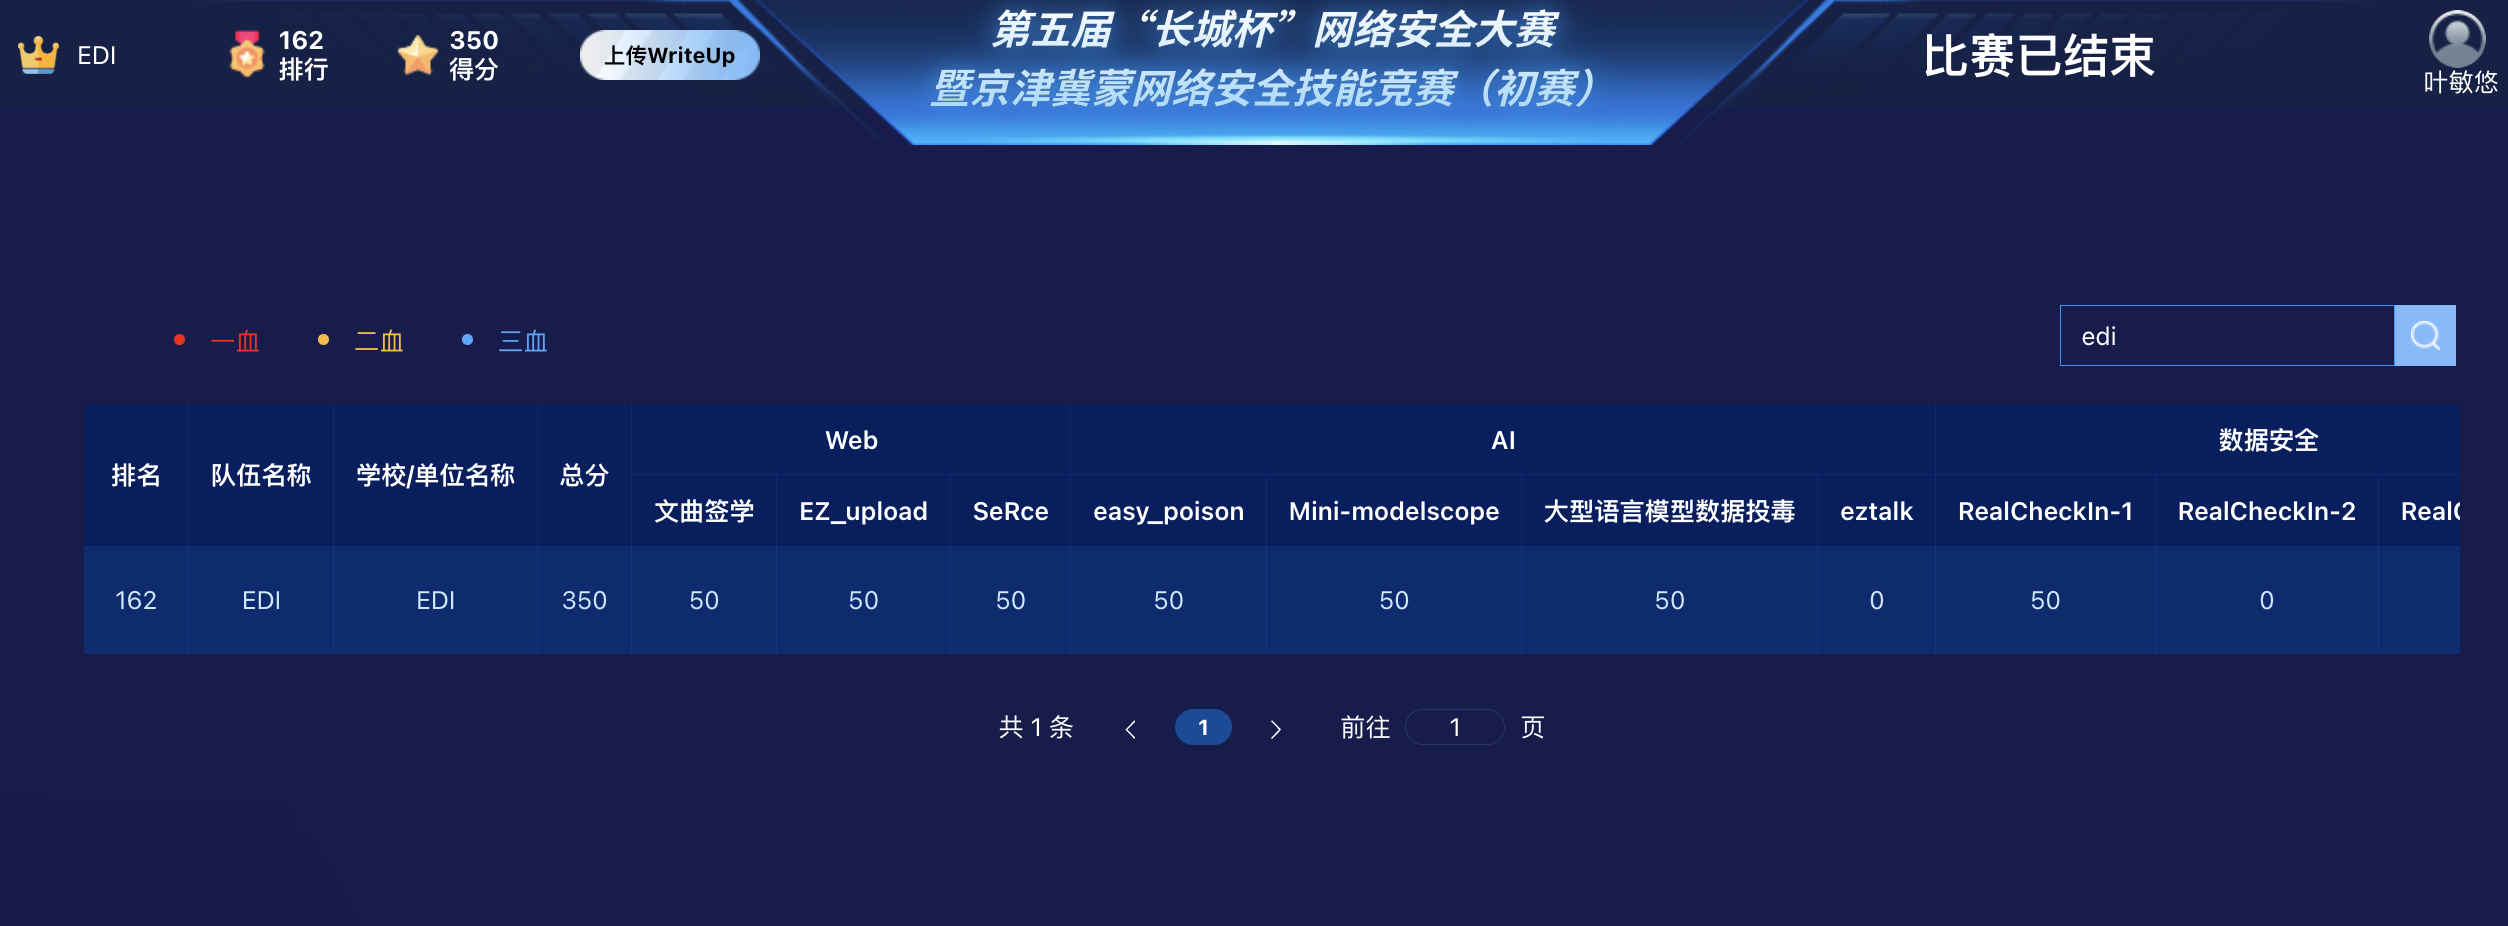 EDI
162
排行
350
得分
上传WriteUp
第五届“长城杯”网络安全大赛
暨京津冀蒙网络安全技能竞赛（初赛）
比赛已结束
叶敏悠
一血 二血 三血
edi
排名 队伍名称 学校/单位名称 总分 Web AI 数据安全
文曲签学 EZ_upload SeRce easy_poison Mini-modelscope 大型语言模型数据投毒 eztalk RealCheckIn-1 RealCheckIn-2 Real
162 EDI EDI 350 50 50 50 50 50 50 0 50 0
共 1 条 1 前往 1 页